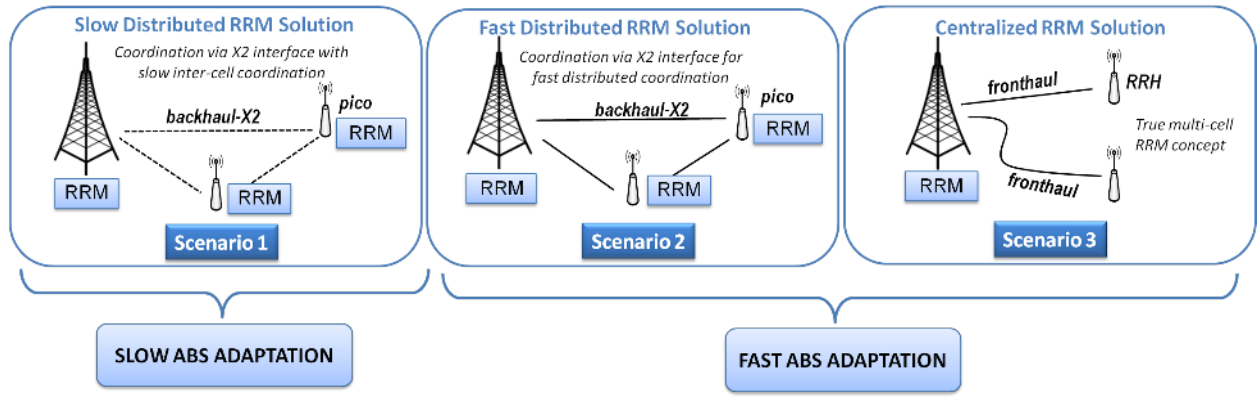 Slow Distributed RRM Solution
Coordination via X2 interface with
slow inter-cell coordination
backhaul-X2
pico
RRM
RRM
RRM
Scenario 1
Fast Distributed RRM Solution
Coordination via X2 interface for
fast distributed coordination
backhaul-X2
pico
RRM
RRM
RRM
Scenario 2
Centralized RRM Solution
fronthaul
RRH
True multi-cell
RRM concept
RRM
fronthaul
Scenario 3
SLOW ABS ADAPTATION
FAST ABS ADAPTATION